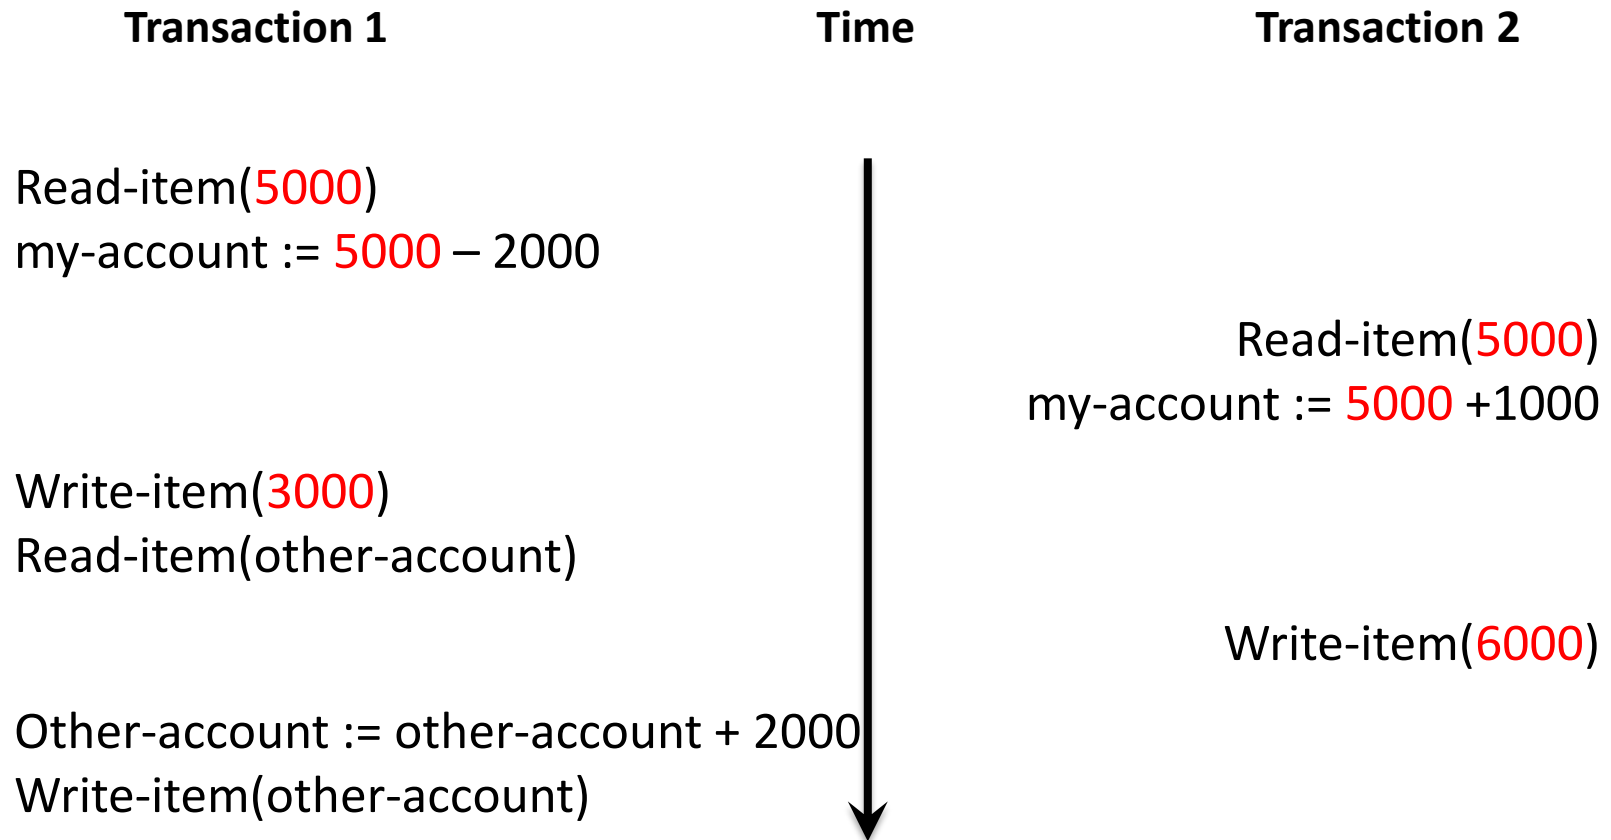 Transaction 1 Time Transaction 2
Read-item(5000)
my-account := 5000 – 2000
Read-item(5000)
my-account := 5000 +1000
Write-item(3000)
Read-item(other-account)
Write-item(6000)
Other-account := other-account + 2000
Write-item(other-account)